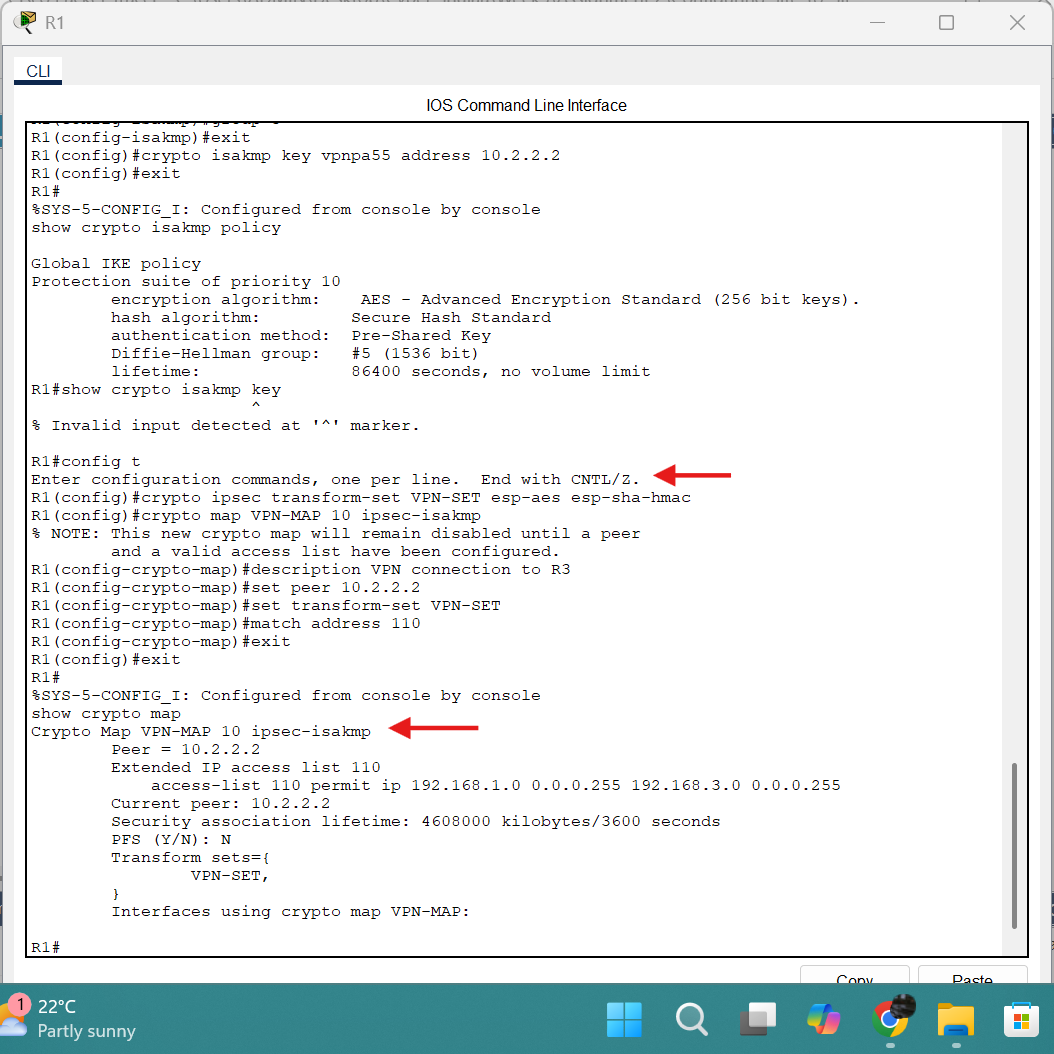 R1
CLI
IOS Command Line Interface
R1(config-isakmp)#exit
R1(config)#crypto isakmp key vpnpa55 address 10.2.2.2
R1(config)#exit
R1#
%SYS-5-CONFIG_I: Configured from console by console
show crypto isakmp policy
Global IKE policy
Protection suite of priority 10
encryption algorithm: AES - Advanced Encryption Standard (256 bit keys).
hash algorithm: Secure Hash Standard
authentication method: Pre-Shared Key
Diffie-Hellman group: #5 (1536 bit)
lifetime: 86400 seconds, no volume limit
R1#show crypto isakmp key
^
% Invalid input detected at '^' marker.
R1#config t
Enter configuration commands, one per line. End with CNTL/Z.
R1(config)#crypto ipsec transform-set VPN-SET esp-aes esp-sha-hmac
R1(config)#crypto map VPN-MAP 10 ipsec-isakmp
% NOTE: This new crypto map will remain disabled until a peer
and a valid access list have been configured.
R1(config-crypto-map)#description VPN connection to R3
R1(config-crypto-map)#set peer 10.2.2.2
R1(config-crypto-map)#set transform-set VPN-SET
R1(config-crypto-map)#match address 110
R1(config-crypto-map)#exit
R1(config)#exit
R1#
%SYS-5-CONFIG_I: Configured from console by console
show crypto map
Crypto Map VPN-MAP 10 ipsec-isakmp
Peer = 10.2.2.2
Extended IP access list 110
access-list 110 permit ip 192.168.1.0 0.0.0.255 192.168.3.0 0.0.0.255
Current peer: 10.2.2.2
Security association lifetime: 4608000 kilobytes/3600 seconds
PFS (Y/N): N
Transform sets={
VPN-SET,
}
Interfaces using crypto map VPN-MAP:
R1#
Copy
Paste
1
22°C
Partly sunny